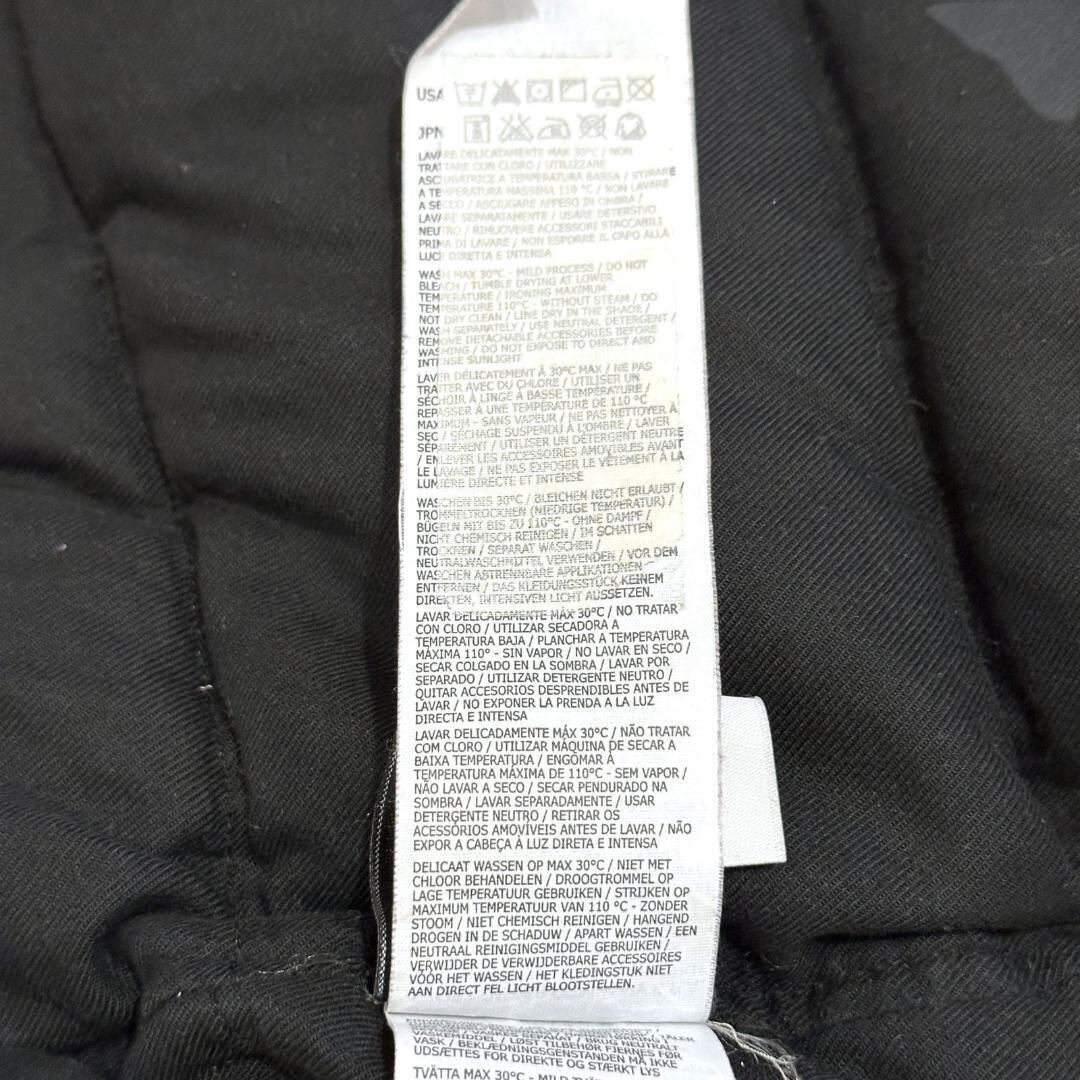 USA
JPN
LAVARE DELICATAMENTE MAX 30°C / NON
TRATTARE CON CLORO / UTILIZZARE
ASCIUGATRICE A TEMPERATURA BASSA / STIRARE
A TEMPERATURA MASSIMA 110 °C / NON LAVARE
A SECCO / ASCIUGARE APPESO IN OMBRA /
LAVARE SEPARATAMENTE / USARE DETERSIVO
NEUTRO / RIMUOVERE ACCESSORI STACCABILI
PRIMA DI LAVARE / NON ESPORRE IL CAPO ALLA
LUCE DIRETTA E INTENSA
WASH MAX 30°C - MILD PROCESS / DO NOT
BLEACH / TUMBLE DRYING AT LOWER
TEMPERATURE / IRONING MAXIMUM
TEMPERATURE 110°C - WITHOUT STEAM / DO
NOT DRY CLEAN / LINE DRY IN THE SHADE /
WASH SEPARATELY / USE NEUTRAL DETERGENT /
REMOVE DETACHABLE ACCESSORIES BEFORE
WASHING / DO NOT EXPOSE TO DIRECT AND
INTENSE SUNLIGHT
LAVER DÉLICATEMENT À 30°C MAX / NE PAS
TRAITER AVEC DU CHLORE / UTILISER UN
SÉCHOIR À LINGE À BASSE TEMPÉRATURE /
REPASSER À UNE TEMPÉRATURE DE 110 °C
MAXIMUM - SANS VAPEUR / NE PAS NETTOYER À
SEC / SÉCHAGE SUSPENDU À L'OMBRE / LAVER
SÉPARÉMENT / UTILISER UN DÉTERGENT NEUTRE
/ ENLEVER LES ACCESSOIRES AMOVIBLES AVANT
LE LAVAGE / NE PAS EXPOSER LE VÊTEMENT À LA
LUMIÈRE DIRECTE ET INTENSE
WASCHEN BIS 30°C / BLEICHEN NICHT ERLAUBT /
TROMMELTROCKNEN (NIEDRIGE TEMPERATUR) /
BÜGELN MIT BIS ZU 110°C - OHNE DAMPF /
NICHT CHEMISCH REINIGEN / IM SCHATTEN
TROCKNEN / SEPARAT WASCHEN /
NEUTRALWASCHMITTEL VERWENDEN / VOR DEM
WASCHEN ABTRENNBARE APPLIKATIONEN
ENTFERNEN / DAS KLEIDUNGSSTÜCK KEINEM
DIREKTEN, INTENSIVEN LICHT AUSSETZEN.
LAVAR DELICADAMENTE MÁX 30°C / NO TRATAR
CON CLORO / UTILIZAR SECADORA A
TEMPERATURA BAJA / PLANCHAR A TEMPERATURA
MÁXIMA 110° - SIN VAPOR / NO LAVAR EN SECO /
SECAR COLGADO EN LA SOMBRA / LAVAR POR
SEPARADO / UTILIZAR DETERGENTE NEUTRO /
QUITAR ACCESORIOS DESPRENDIBLES ANTES DE
LAVAR / NO EXPONER LA PRENDA A LA LUZ
DIRECTA E INTENSA
LAVAR DELICADAMENTE MÁX 30°C / NÃO TRATAR
COM CLORO / UTILIZAR MÁQUINA DE SECAR A
BAIXA TEMPERATURA / ENGOMAR À
TEMPERATURA MÁXIMA DE 110°C - SEM VAPOR /
NÃO LAVAR A SECO / SECAR PENDURADO NA
SOMBRA / LAVAR SEPARADAMENTE / USAR
DETERGENTE NEUTRO / RETIRAR OS
ACESSÓRIOS AMOVÍVEIS ANTES DE LAVAR / NÃO
EXPOR A CABEÇA À LUZ DIRETA E INTENSA
DELICAAT WASSEN OP MAX 30°C / NIET MET
CHLOOR BEHANDELEN / DROOGTROMMEL OP
LAGE TEMPERATUUR GEBRUIKEN / STRIJKEN OP
MAXIMUM TEMPERATUUR VAN 110 °C - ZONDER
STOOM / NIET CHEMISCH REINIGEN / HANGEND
DROGEN IN DE SCHADUW / APART WASSEN / EEN
NEUTRAAL REINIGINGSMIDDEL GEBRUIKEN /
VERWIJDER DE VERWIJDERBARE ACCESSOIRES
VÓÓR HET WASSEN / HET KLEDINGSTUK NIET
AAN DIRECT FEL LICHT BLOOTSTELLEN.
VASKEMIDDEL / VASKES SEPARAT / BRUG NEUTRALT
VASK / BEKLÆDNINGSGENSTANDEN MÅ IKKE
UDSÆTTES FOR DIREKTE OG STÆRKT LYS
TVÄTTA MAX 30°C - MILD